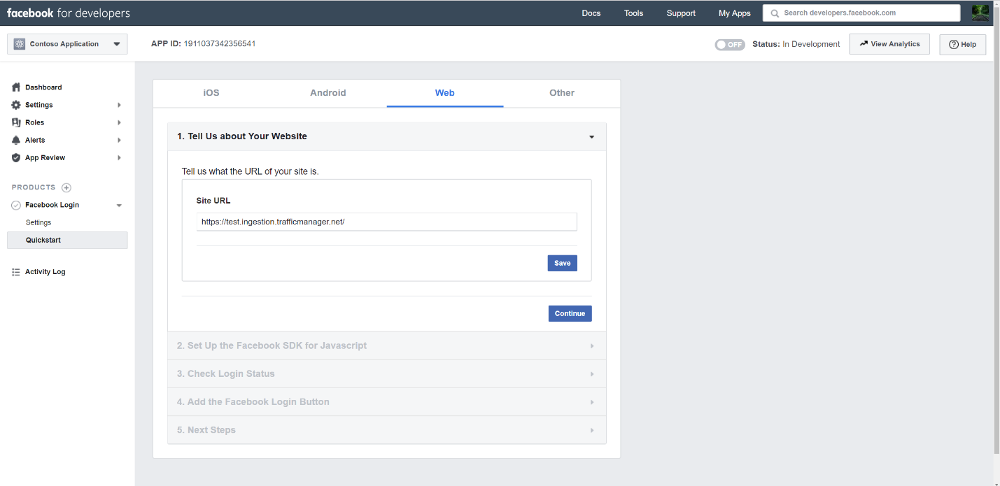 facebook for developers Docs Tools Support My Apps Search developers.facebook.com
Contoso Application APP ID: 1911037342356541 OFF Status: In Development View Analytics ? Help
Dashboard
Settings
Roles
Alerts
App Review
PRODUCTS
Facebook Login
Settings
Quickstart
Activity Log
iOS Android Web Other
1. Tell Us about Your Website
Tell us what the URL of your site is.
Site URL
https://test.ingestion.trafficmanager.net/
Save
Continue
2. Set Up the Facebook SDK for Javascript
3. Check Login Status
4. Add the Facebook Login Button
5. Next Steps